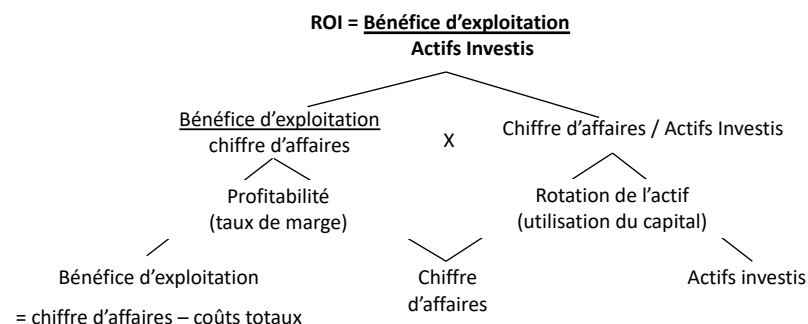 ROI = Bénéfice d’exploitation
Actifs Investis
Bénéfice d’exploitation
chiffre d’affaires
X
Chiffre d’affaires / Actifs Investis
Profitabilité
(taux de marge)
Rotation de l’actif
(utilisation du capital)
Bénéfice d’exploitation
Chiffre
d’affaires
Actifs investis
= chiffre d’affaires – coûts totaux